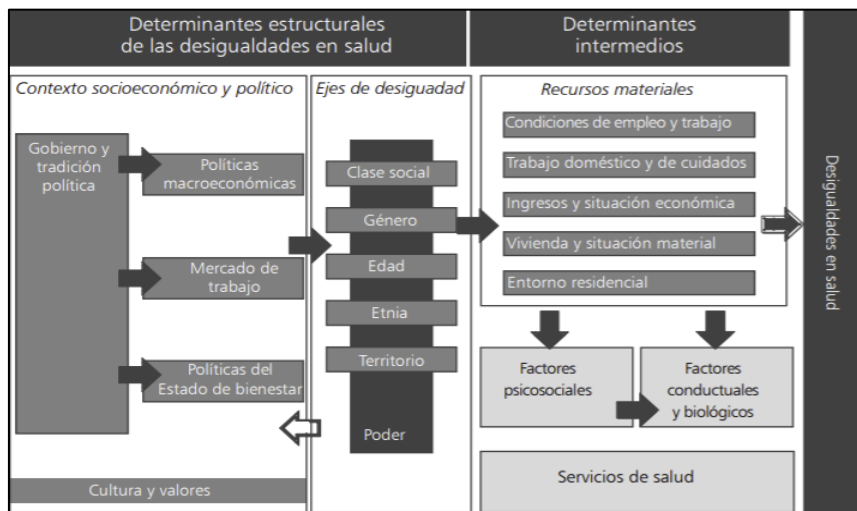 Determinantes estructurales
de las desigualdades en salud
Determinantes
intermedios
Contexto socioeconómico y político
Gobierno y
tradición
política
Políticas
macroeconómicas
Mercado de
trabajo
Políticas del
Estado de bienestar
Cultura y valores
Ejes de desiguadad
Clase social
Género
Edad
Etnia
Territorio
Poder
Recursos materiales
Condiciones de empleo y trabajo
Trabajo doméstico y de cuidados
Ingresos y situación económica
Vivienda y situación material
Entorno residencial
Factores
psicosociales
Factores
conductuales
y biológicos
Servicios de salud
Desigualdades en salud